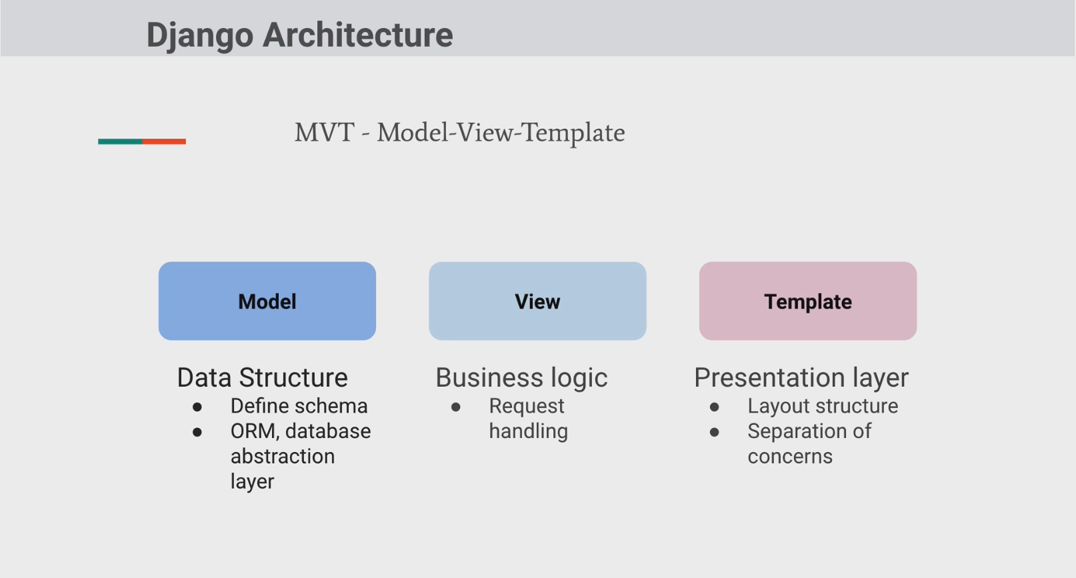 Django Architecture
MVT - Model-View-Template
Model
View
Template
Data Structure
● Define schema
● ORM, database
abstraction
layer
Business logic
● Request
handling
Presentation layer
● Layout structure
● Separation of
concerns